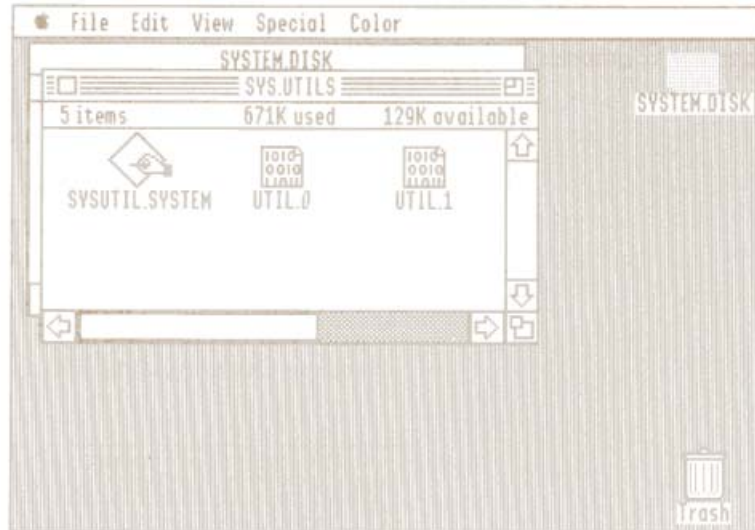 File Edit View Special Color
SYSTEM.DISK
SYS.UTILS
5 items 671K used 129K available
SYSUTIL.SYSTEM UTIL.0 UTIL.1
SYSTEM.DISK
Trash